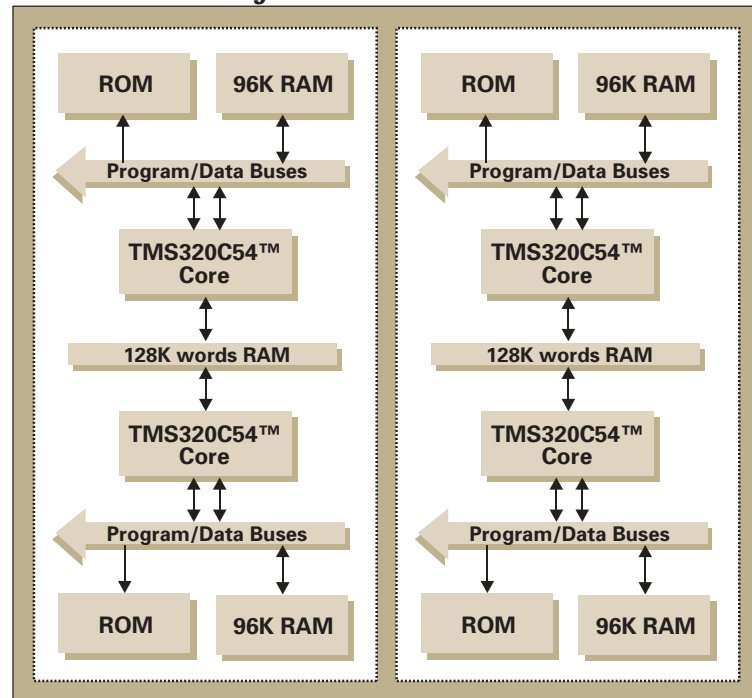 ROM
96K RAM
Program/Data Buses
TMS320C54™
Core
128K words RAM
TMS320C54™
Core
Program/Data Buses
ROM
96K RAM
ROM
96K RAM
Program/Data Buses
TMS320C54™
Core
128K words RAM
TMS320C54™
Core
Program/Data Buses
ROM
96K RAM